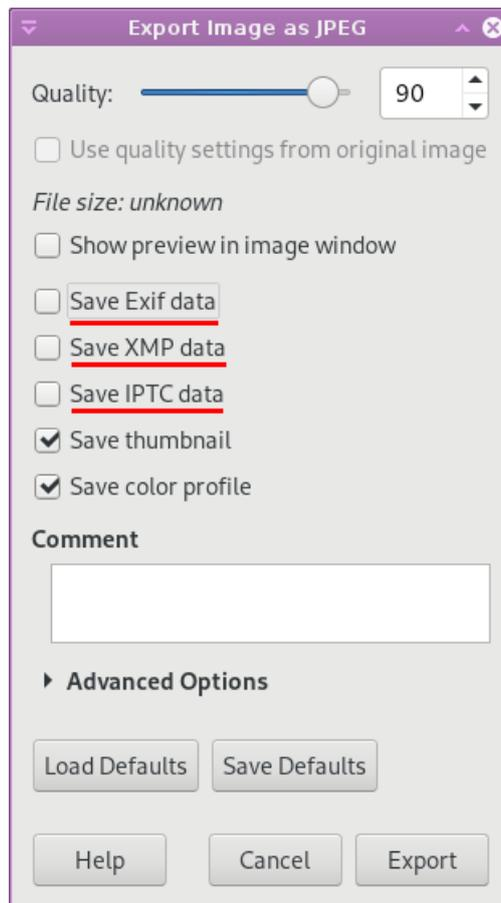 Export Image as JPEG
Quality: 90
Use quality settings from original image
File size: unknown
Show preview in image window
Save Exif data
Save XMP data
Save IPTC data
Save thumbnail
Save color profile
Comment
Advanced Options
Load Defaults Save Defaults
Help Cancel Export